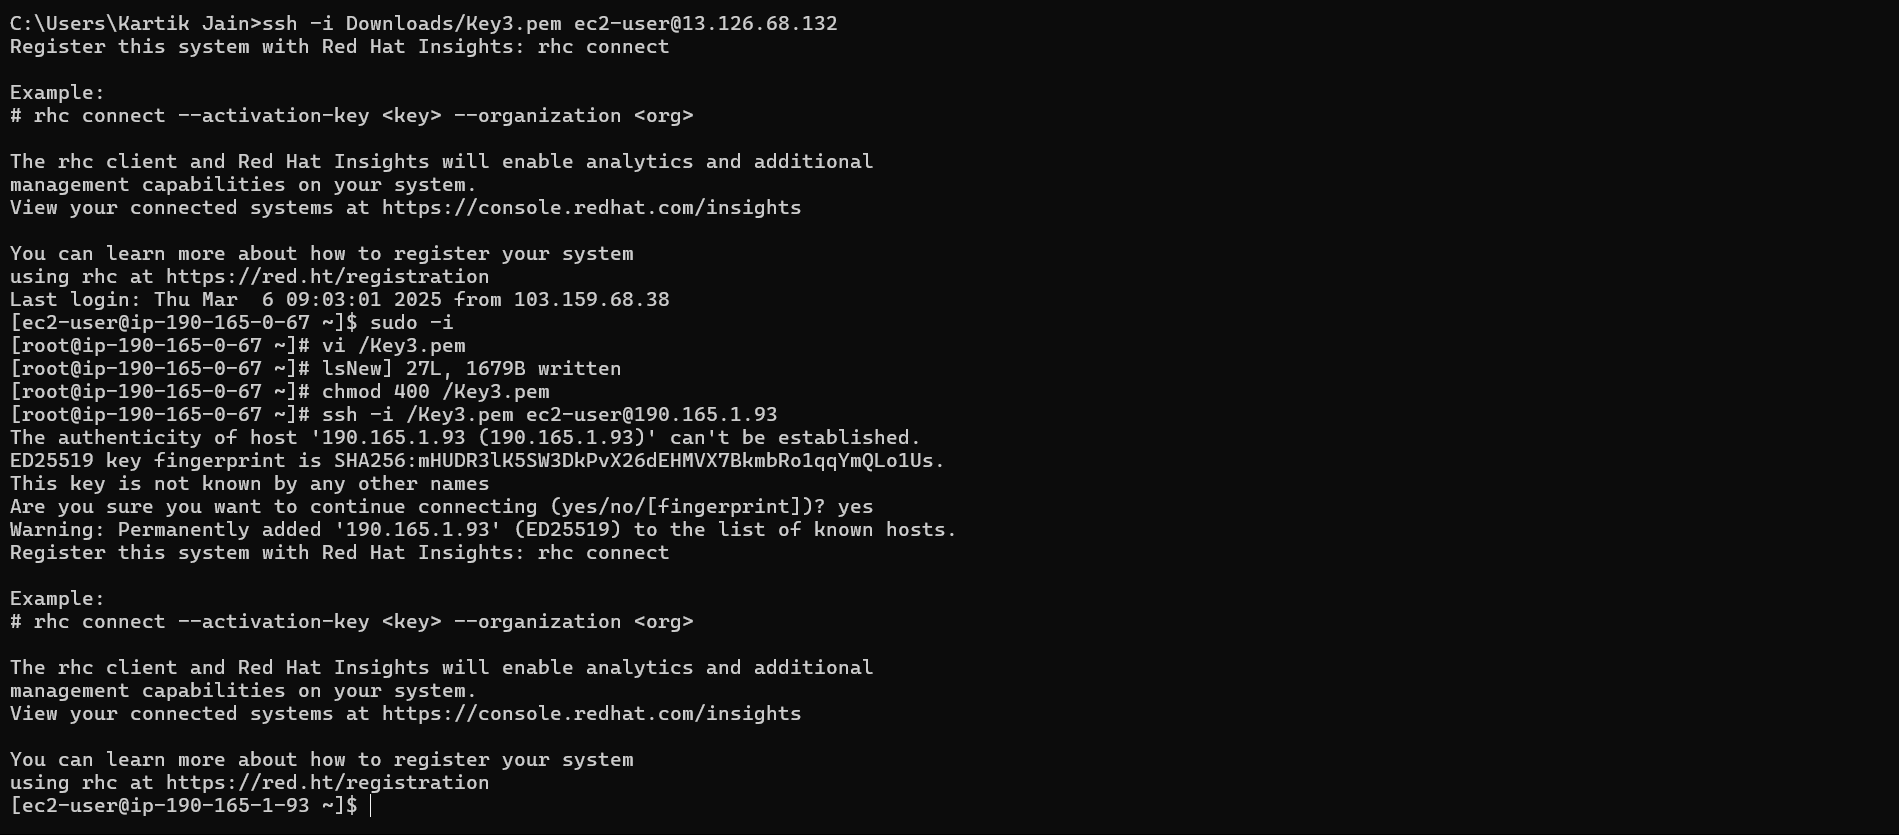 C:\Users\Kartik Jain>ssh -i Downloads/Key3.pem ec2-user@13.126.68.132
Register this system with Red Hat Insights: rhc connect
Example:
# rhc connect --activation-key <key> --organization <org>
The rhc client and Red Hat Insights will enable analytics and additional
management capabilities on your system.
View your connected systems at https://console.redhat.com/insights
You can learn more about how to register your system
using rhc at https://red.ht/registration
Last login: Thu Mar  6 09:03:01 2025 from 103.159.68.38
[ec2-user@ip-190-165-0-67 ~]$ sudo -i
[root@ip-190-165-0-67 ~]# vi /Key3.pem
[root@ip-190-165-0-67 ~]# lsNew] 27L, 1679B written
[root@ip-190-165-0-67 ~]# chmod 400 /Key3.pem
[root@ip-190-165-0-67 ~]# ssh -i /Key3.pem ec2-user@190.165.1.93
The authenticity of host '190.165.1.93 (190.165.1.93)' can't be established.
ED25519 key fingerprint is SHA256:mHUDR3lK5SW3DkPvX26dEHMVX7BkmbRo1qqYmQLo1Us.
This key is not known by any other names
Are you sure you want to continue connecting (yes/no/[fingerprint])? yes
Warning: Permanently added '190.165.1.93' (ED25519) to the list of known hosts.
Register this system with Red Hat Insights: rhc connect
Example:
# rhc connect --activation-key <key> --organization <org>
The rhc client and Red Hat Insights will enable analytics and additional
management capabilities on your system.
View your connected systems at https://console.redhat.com/insights
You can learn more about how to register your system
using rhc at https://red.ht/registration
[ec2-user@ip-190-165-1-93 ~]$